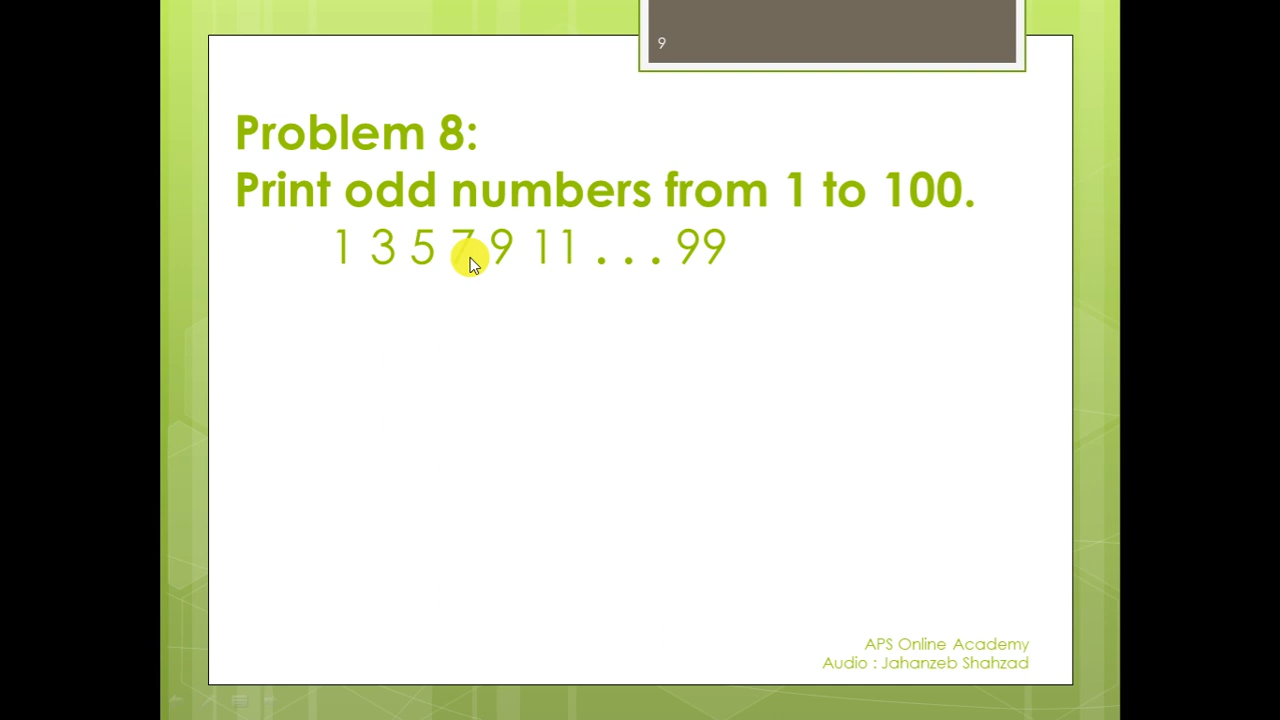 9
Problem 8:
Print odd numbers from 1 to 100.
1 3 5 7 9 11 . . . 99
APS Online Academy
Audio : Jahanzeb Shahzad